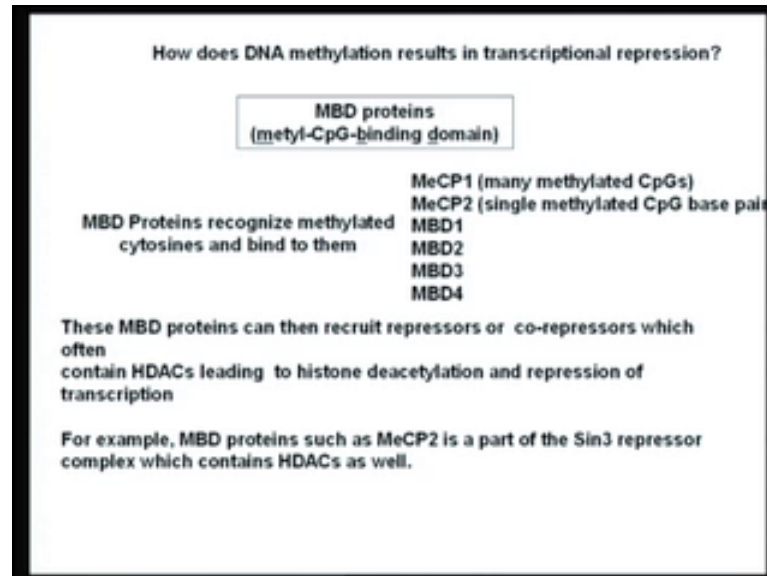 How does DNA methylation results in transcriptional repression?
MBD proteins
(metyl-CpG-binding domain)
MeCP1 (many methylated CpGs)
MeCP2 (single methylated CpG base pair
MBD Proteins recognize methylated
cytosines and bind to them
MBD1
MBD2
MBD3
MBD4
These MBD proteins can then recruit repressors or co-repressors which
often
contain HDACs leading to histone deacetylation and repression of
transcription
For example, MBD proteins such as MeCP2 is a part of the Sin3 repressor
complex which contains HDACs as well.